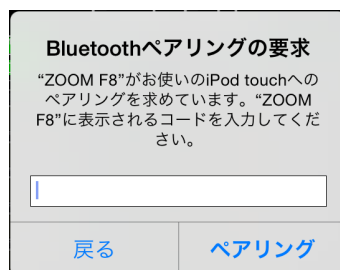 Bluetoothペアリングの要求
“ZOOM F8”がお使いのiPod touchへの
ペアリングを求めています。“ZOOM
F8”に表示されるコードを入力してくだ
さい。
戻る
ペアリング